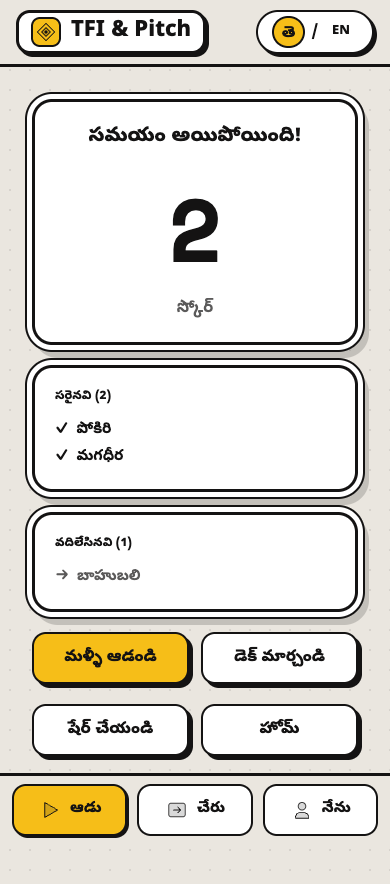 TFI & Pitch
తె / EN
సమయం అయిపోయింది!
2
స్కోర్
సరైనవి (2)
✓ పోకిరి
✓ మగధీర
వదిలేసినవి (1)
→ బాహుబలి
మళ్ళీ ఆడండి
డెక్ మార్చండి
షేర్ చేయండి
హోమ్
ఆడు
చేరు
నేను